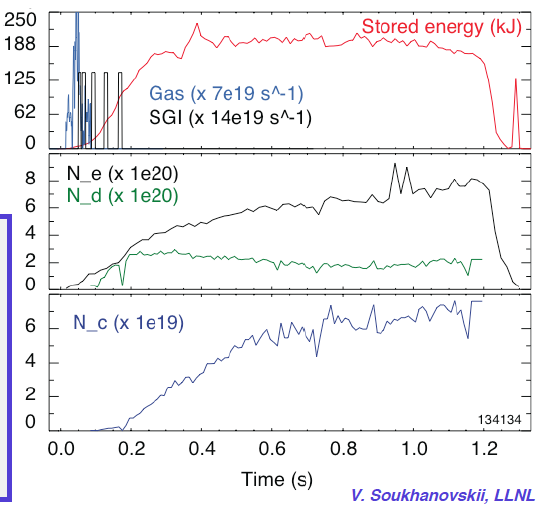 250
Stored energy (kJ)
188
125
Gas (x 7e19 s^-1)
62
SGI (x 14e19 s^-1)
0
8
N_e (x 1e20)
N_d (x 1e20)
6
4
2
0
N_c (x 1e19)
6
4
2
0
134134
0.0 0.2 0.4 0.6 0.8 1.0 1.2
Time (s)
V. Soukhanovskii, LLNL